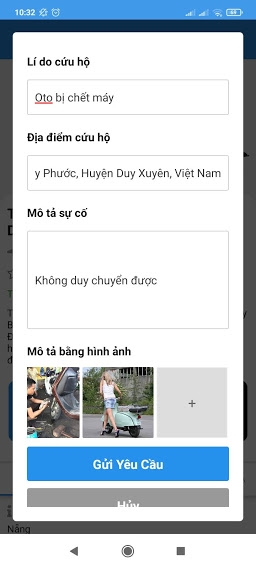 10:32
Lí do cứu hộ
Oto bị chết máy
Địa điểm cứu hộ
y Phước, Huyện Duy Xuyên, Việt Nam
Mô tả sự cố
Không duy chuyển được
Mô tả bằng hình ảnh
+
Gửi Yêu Cầu
Hủy
Nẵng